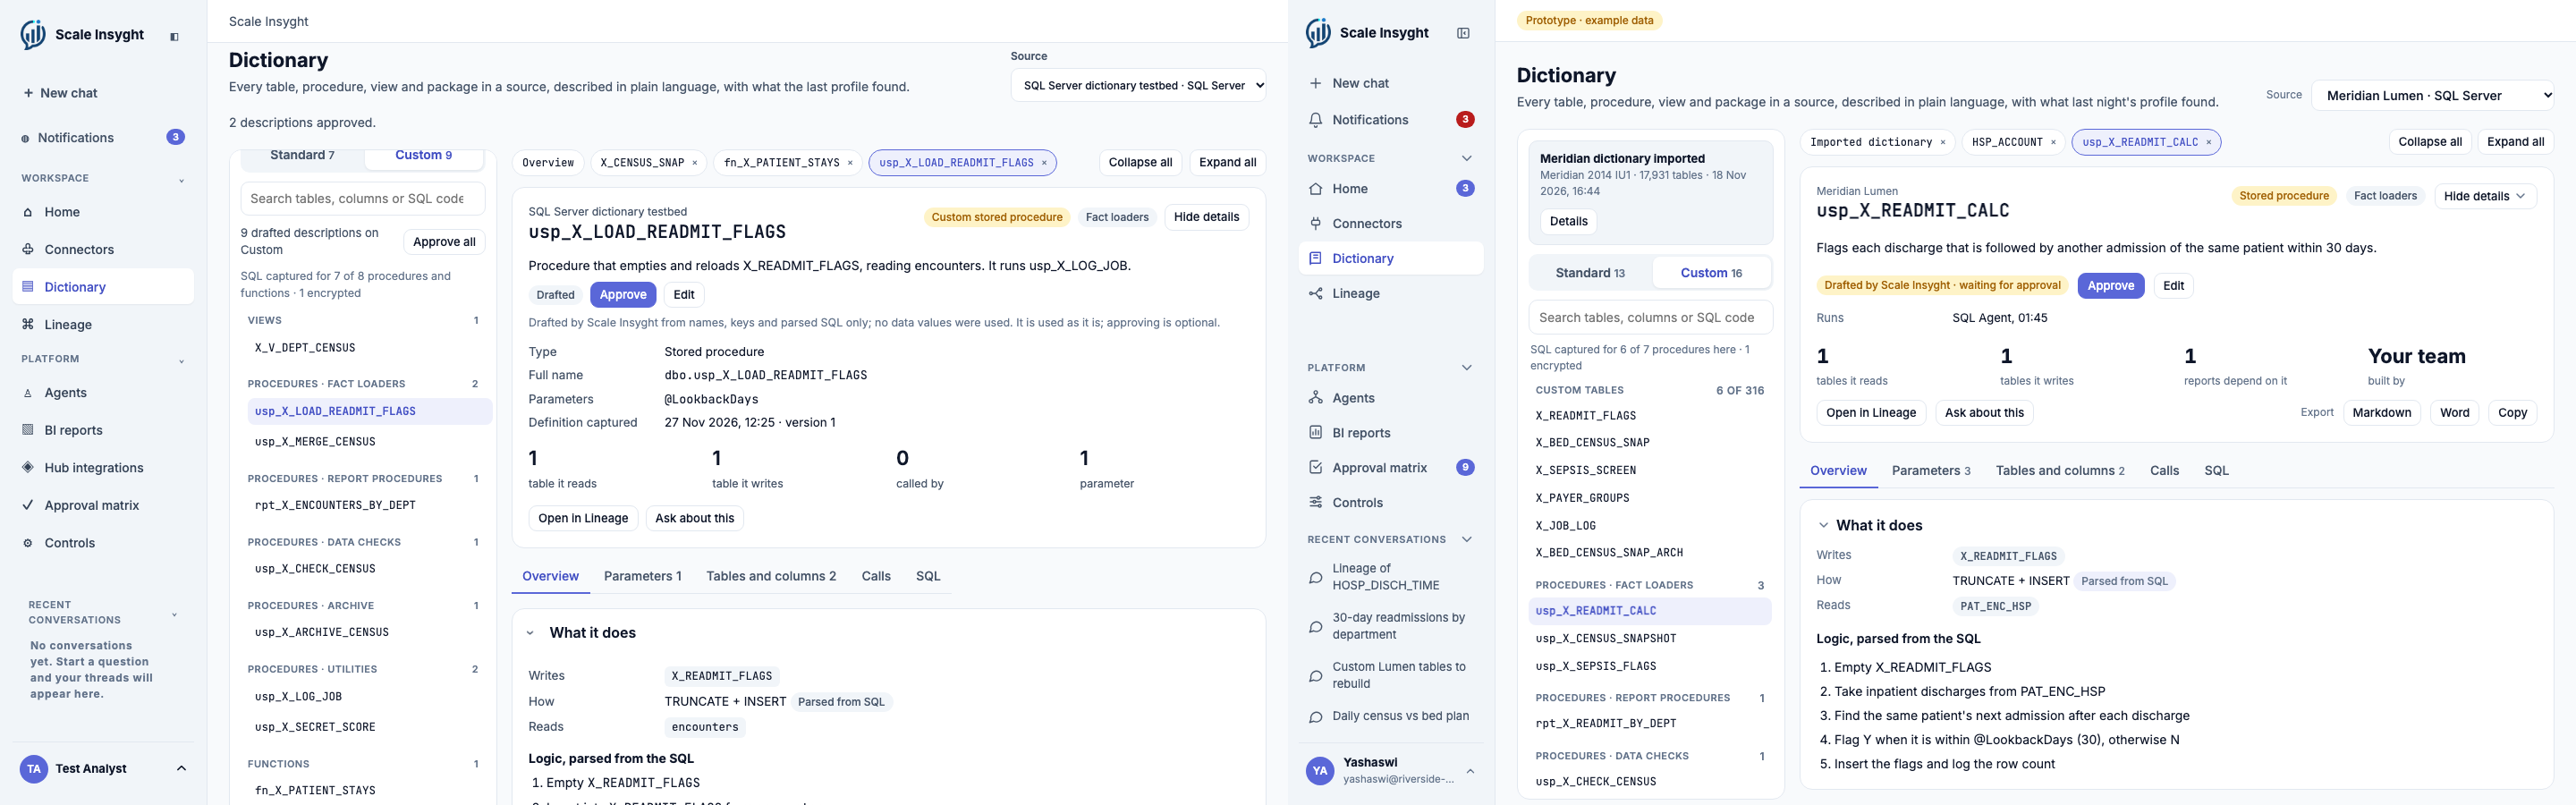 Scale Insyght
+ New chat
Notifications 3
WORKSPACE
Home
Connectors
Dictionary
Lineage
PLATFORM
Agents
BI reports
Hub integrations
Approval matrix
Controls
RECENT
CONVERSATIONS
No conversations
yet. Start a question
and your threads will
appear here.
TA Test Analyst
Scale Insyght
Dictionary
Every table, procedure, view and package in a source, described in plain language, with what the last profile found.
Source
SQL Server dictionary testbed · SQL Server
2 descriptions approved.
Standard 7 Custom 9
Search tables, columns or SQL code
9 drafted descriptions on
Custom
Approve all
SQL captured for 7 of 8 procedures and
functions · 1 encrypted
VIEWS 1
X_V_DEPT_CENSUS
PROCEDURES · FACT LOADERS 2
usp_X_LOAD_READMIT_FLAGS
usp_X_MERGE_CENSUS
PROCEDURES · REPORT PROCEDURES 1
rpt_X_ENCOUNTERS_BY_DEPT
PROCEDURES · DATA CHECKS 1
usp_X_CHECK_CENSUS
PROCEDURES · ARCHIVE 1
usp_X_ARCHIVE_CENSUS
PROCEDURES · UTILITIES 2
usp_X_LOG_JOB
usp_X_SECRET_SCORE
FUNCTIONS 1
fn_X_PATIENT_STAYS
Overview X_CENSUS_SNAP × fn_X_PATIENT_STAYS × usp_X_LOAD_READMIT_FLAGS × Collapse all Expand all
SQL Server dictionary testbed
usp_X_LOAD_READMIT_FLAGS
Custom stored procedure Fact loaders Hide details
Procedure that empties and reloads X_READMIT_FLAGS, reading encounters. It runs usp_X_LOG_JOB.
Drafted Approve Edit
Drafted by Scale Insyght from names, keys and parsed SQL only; no data values were used. It is used as it is; approving is optional.
Type Stored procedure
Full name dbo.usp_X_LOAD_READMIT_FLAGS
Parameters @LookbackDays
Definition captured 27 Nov 2026, 12:25 · version 1
1 1 0 1
table it reads table it writes called by parameter
Open in Lineage Ask about this
Overview Parameters 1 Tables and columns 2 Calls SQL
What it does
Writes X_READMIT_FLAGS
How TRUNCATE + INSERT Parsed from SQL
Reads encounters
Logic, parsed from the SQL
1. Empty X_READMIT_FLAGS
Scale Insyght
+ New chat
Notifications 3
WORKSPACE
Home 3
Connectors
Dictionary
Lineage
PLATFORM
Agents
BI reports
Approval matrix 9
Controls
RECENT CONVERSATIONS
Lineage of
HOSP_DISCH_TIME
30-day readmissions by
department
Custom Lumen tables to
rebuild
Daily census vs bed plan
YA Yashaswi
yashaswi@riverside-...
Prototype · example data
Dictionary
Every table, procedure, view and package in a source, described in plain language, with what last night's profile found.
Source Meridian Lumen · SQL Server
Meridian dictionary imported
Meridian 2014 IU1 · 17,931 tables · 18 Nov
2026, 16:44
Details
Standard 13 Custom 16
Search tables, columns or SQL code
SQL captured for 6 of 7 procedures here · 1
encrypted
CUSTOM TABLES 6 OF 316
X_READMIT_FLAGS
X_BED_CENSUS_SNAP
X_SEPSIS_SCREEN
X_PAYER_GROUPS
X_JOB_LOG
X_BED_CENSUS_SNAP_ARCH
PROCEDURES · FACT LOADERS 3
usp_X_READMIT_CALC
usp_X_CENSUS_SNAPSHOT
usp_X_SEPSIS_FLAGS
PROCEDURES · REPORT PROCEDURES 1
rpt_X_READMIT_BY_DEPT
PROCEDURES · DATA CHECKS 1
usp_X_CHECK_CENSUS
Imported dictionary × HSP_ACCOUNT × usp_X_READMIT_CALC × Collapse all Expand all
Meridian Lumen
usp_X_READMIT_CALC
Stored procedure Fact loaders Hide details
Flags each discharge that is followed by another admission of the same patient within 30 days.
Drafted by Scale Insyght · waiting for approval Approve Edit
Runs SQL Agent, 01:45
1 1 1 Your team
tables it reads tables it writes reports depend on it built by
Open in Lineage Ask about this Export Markdown Word Copy
Overview Parameters 3 Tables and columns 2 Calls SQL
What it does
Writes X_READMIT_FLAGS
How TRUNCATE + INSERT Parsed from SQL
Reads PAT_ENC_HSP
Logic, parsed from the SQL
1. Empty X_READMIT_FLAGS
2. Take inpatient discharges from PAT_ENC_HSP
3. Find the same patient's next admission after each discharge
4. Flag Y when it is within @LookbackDays (30), otherwise N
5. Insert the flags and log the row count